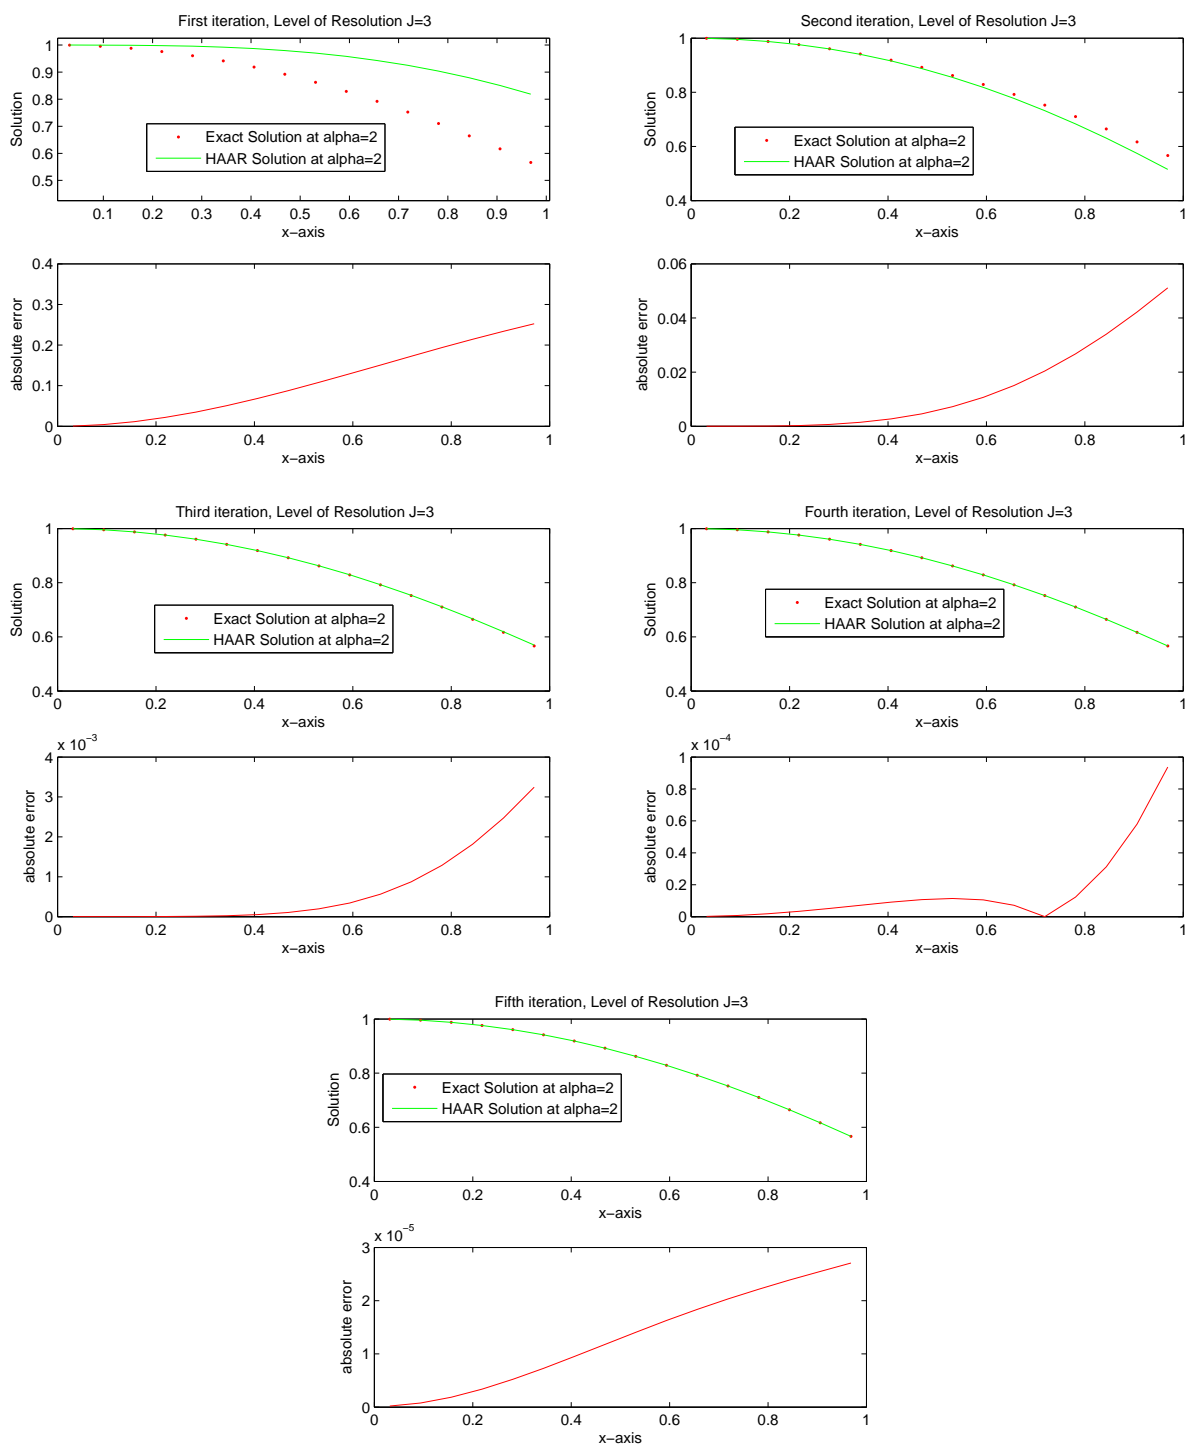 First iteration, Level of Resolution J=3
Solution
1
0.9
0.8
0.7
0.6
0.5
Exact Solution at alpha=2
HAAR Solution at alpha=2
0.1 0.2 0.3 0.4 0.5 0.6 0.7 0.8 0.9 1
x-axis
absolute error
0.4
0.3
0.2
0.1
0
0 0.2 0.4 0.6 0.8 1
x-axis
Second iteration, Level of Resolution J=3
Solution
1
0.8
0.6
0.4
Exact Solution at alpha=2
HAAR Solution at alpha=2
0 0.2 0.4 0.6 0.8 1
x-axis
absolute error
0.06
0.04
0.02
0
0 0.2 0.4 0.6 0.8 1
x-axis
Third iteration, Level of Resolution J=3
Solution
1
0.8
0.6
0.4
Exact Solution at alpha=2
HAAR Solution at alpha=2
0 0.2 0.4 0.6 0.8 1
x-axis
x 10⁻³
absolute error
4
3
2
1
0
0 0.2 0.4 0.6 0.8 1
x-axis
Fourth iteration, Level of Resolution J=3
Solution
1
0.8
0.6
0.4
Exact Solution at alpha=2
HAAR Solution at alpha=2
0 0.2 0.4 0.6 0.8 1
x-axis
x 10⁻⁴
absolute error
1
0.8
0.6
0.4
0.2
0
0 0.2 0.4 0.6 0.8 1
x-axis
Fifth iteration, Level of Resolution J=3
Solution
1
0.8
0.6
0.4
Exact Solution at alpha=2
HAAR Solution at alpha=2
0 0.2 0.4 0.6 0.8 1
x-axis
x 10⁻⁵
absolute error
3
2
1
0
0 0.2 0.4 0.6 0.8 1
x-axis